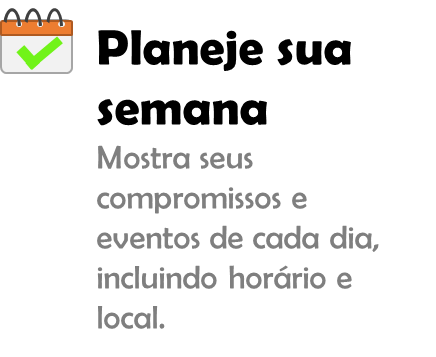 Planeje sua
semana
Mostra seus
compromissos e
eventos de cada dia,
incluindo horário e
local.